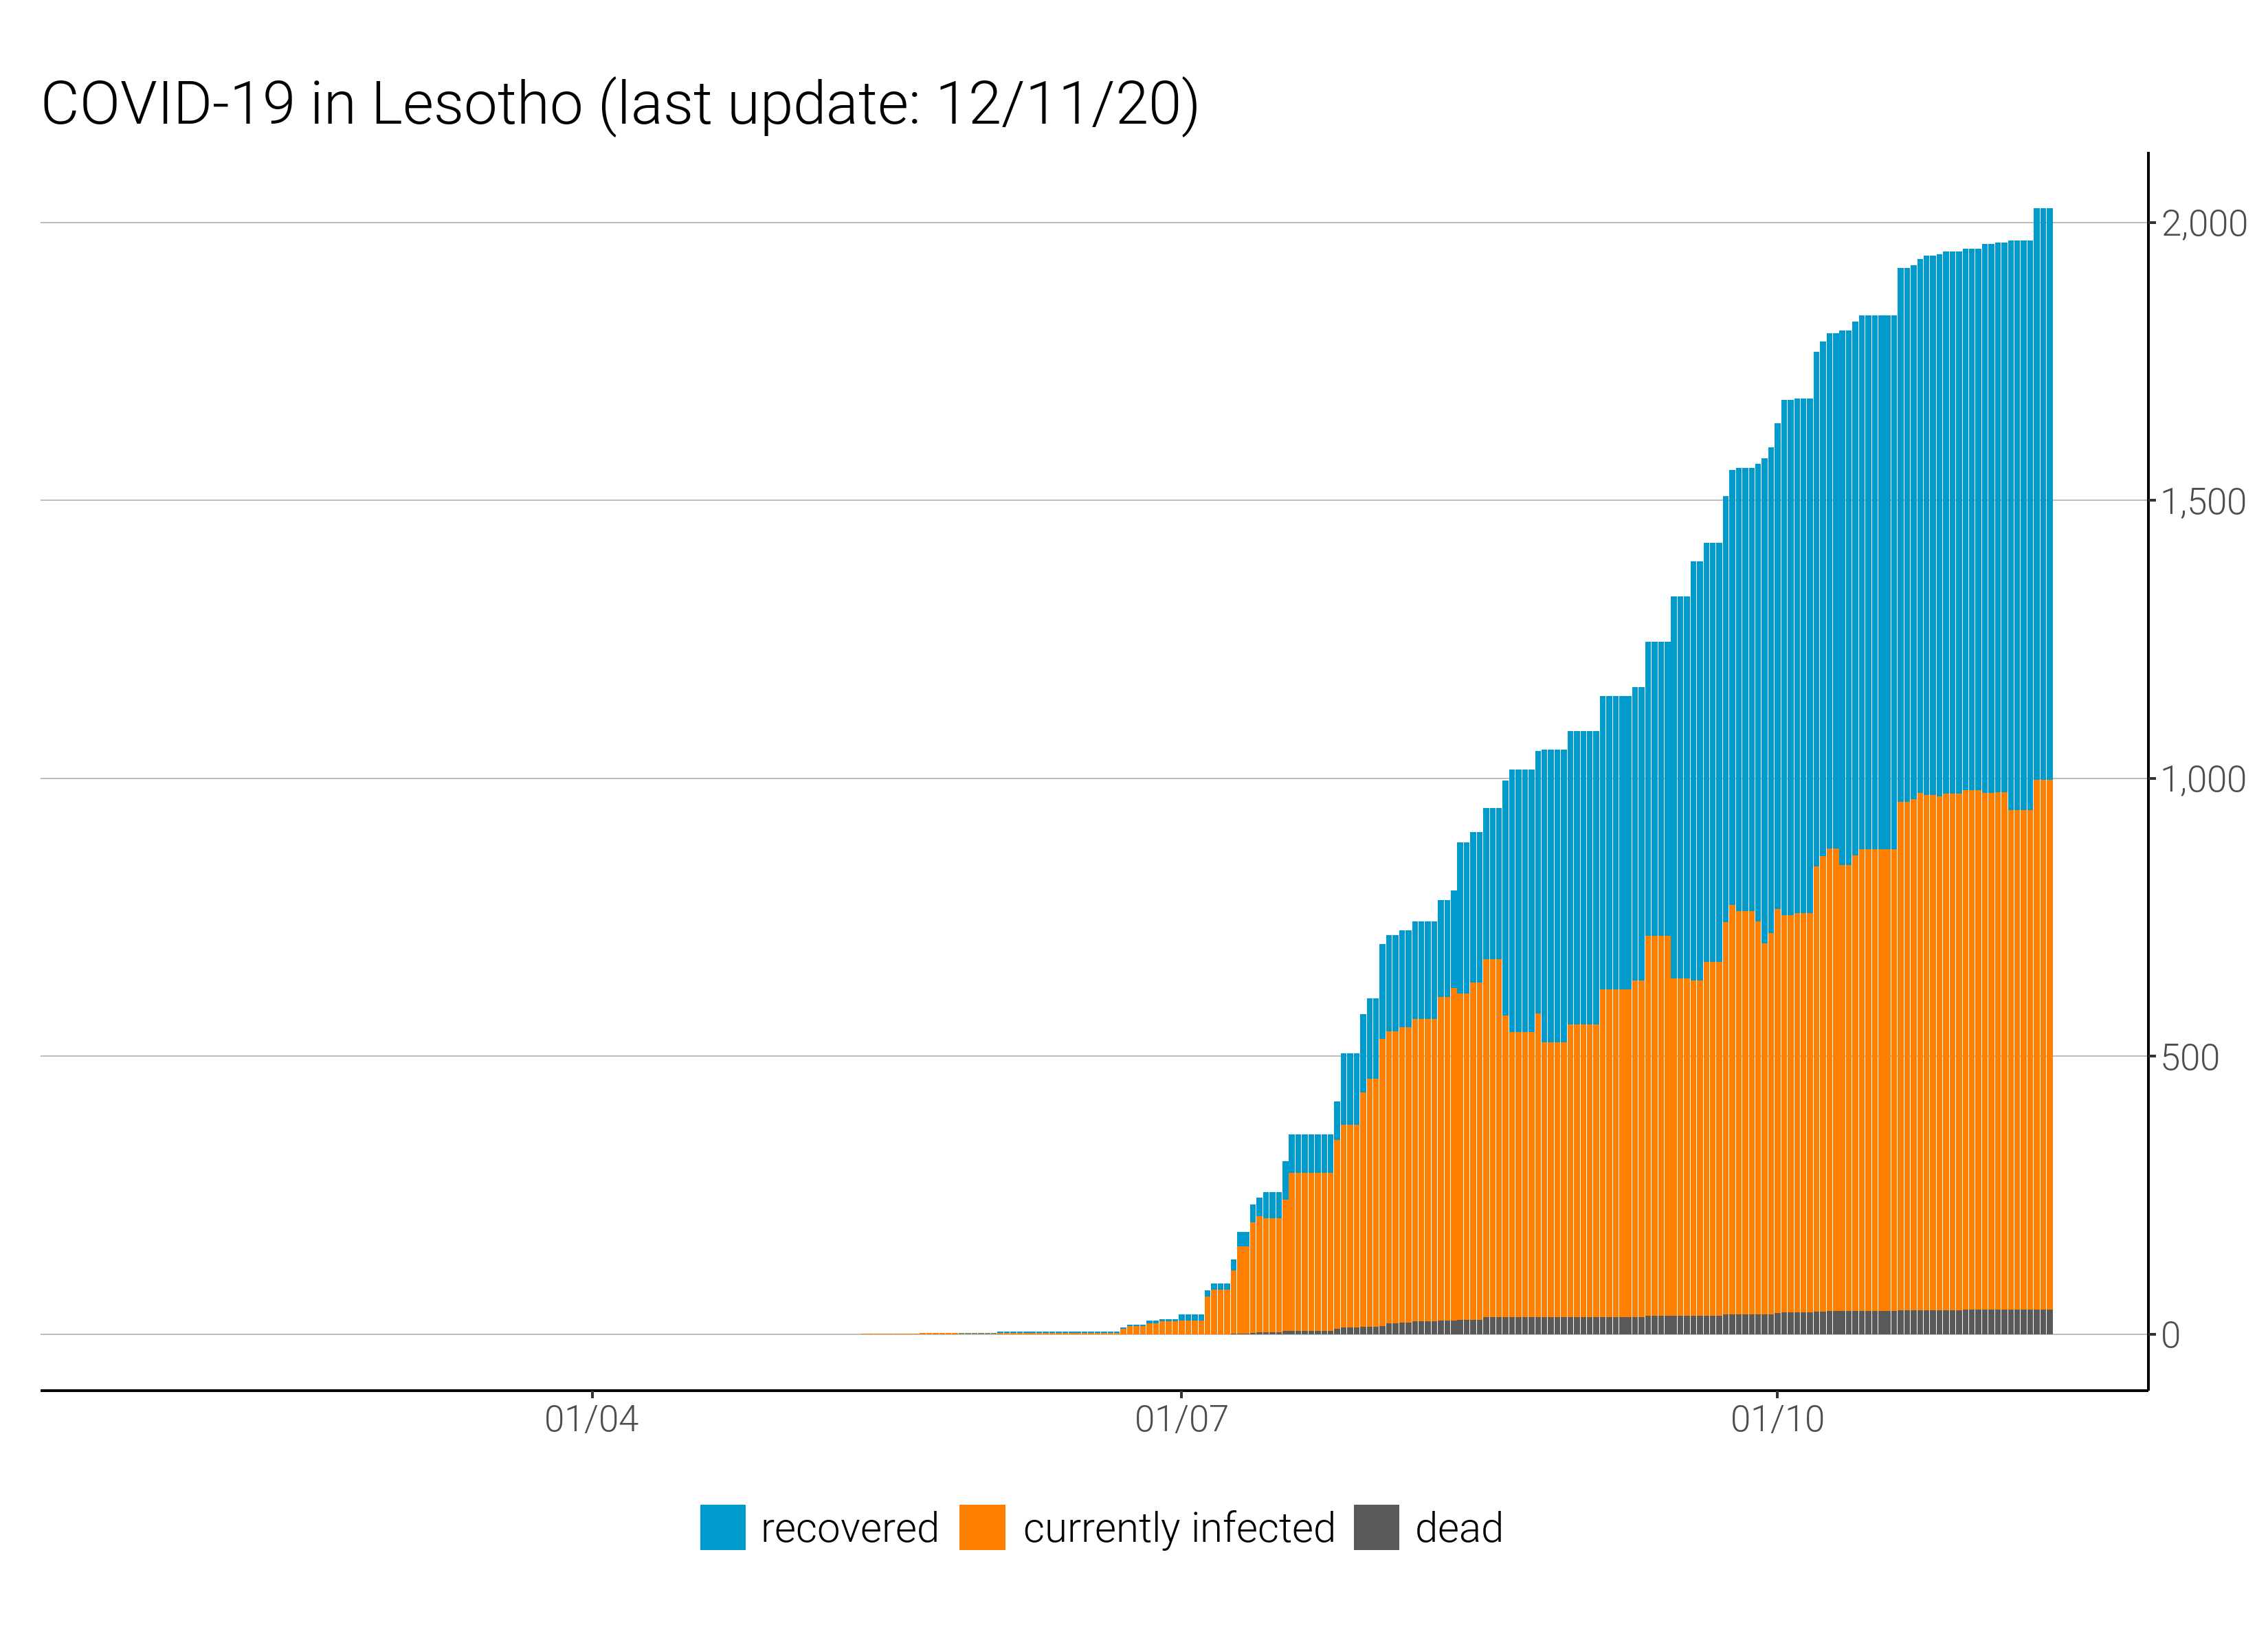 COVID-19 in Lesotho (last update: 12/11/20)
2,000
1,500
1,000
500
0
01/04 01/07 01/10
recovered currently infected dead